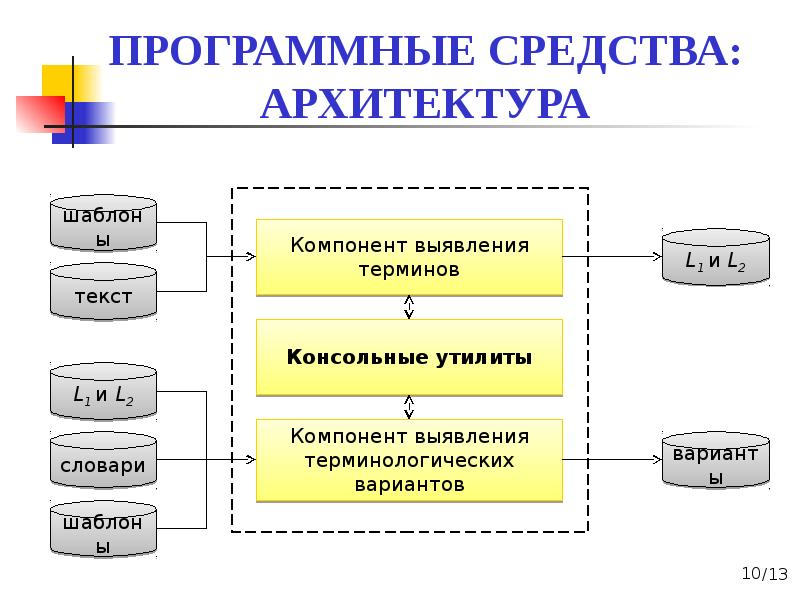 ПРОГРАММНЫЕ СРЕДСТВА:
АРХИТЕКТУРА
шаблон
ы
текст
Компонент выявления
терминов
L1 и L2
Консольные утилиты
L1 и L2
словари
шаблон
ы
Компонент выявления
терминологических
вариантов
вариант
ы
10/13